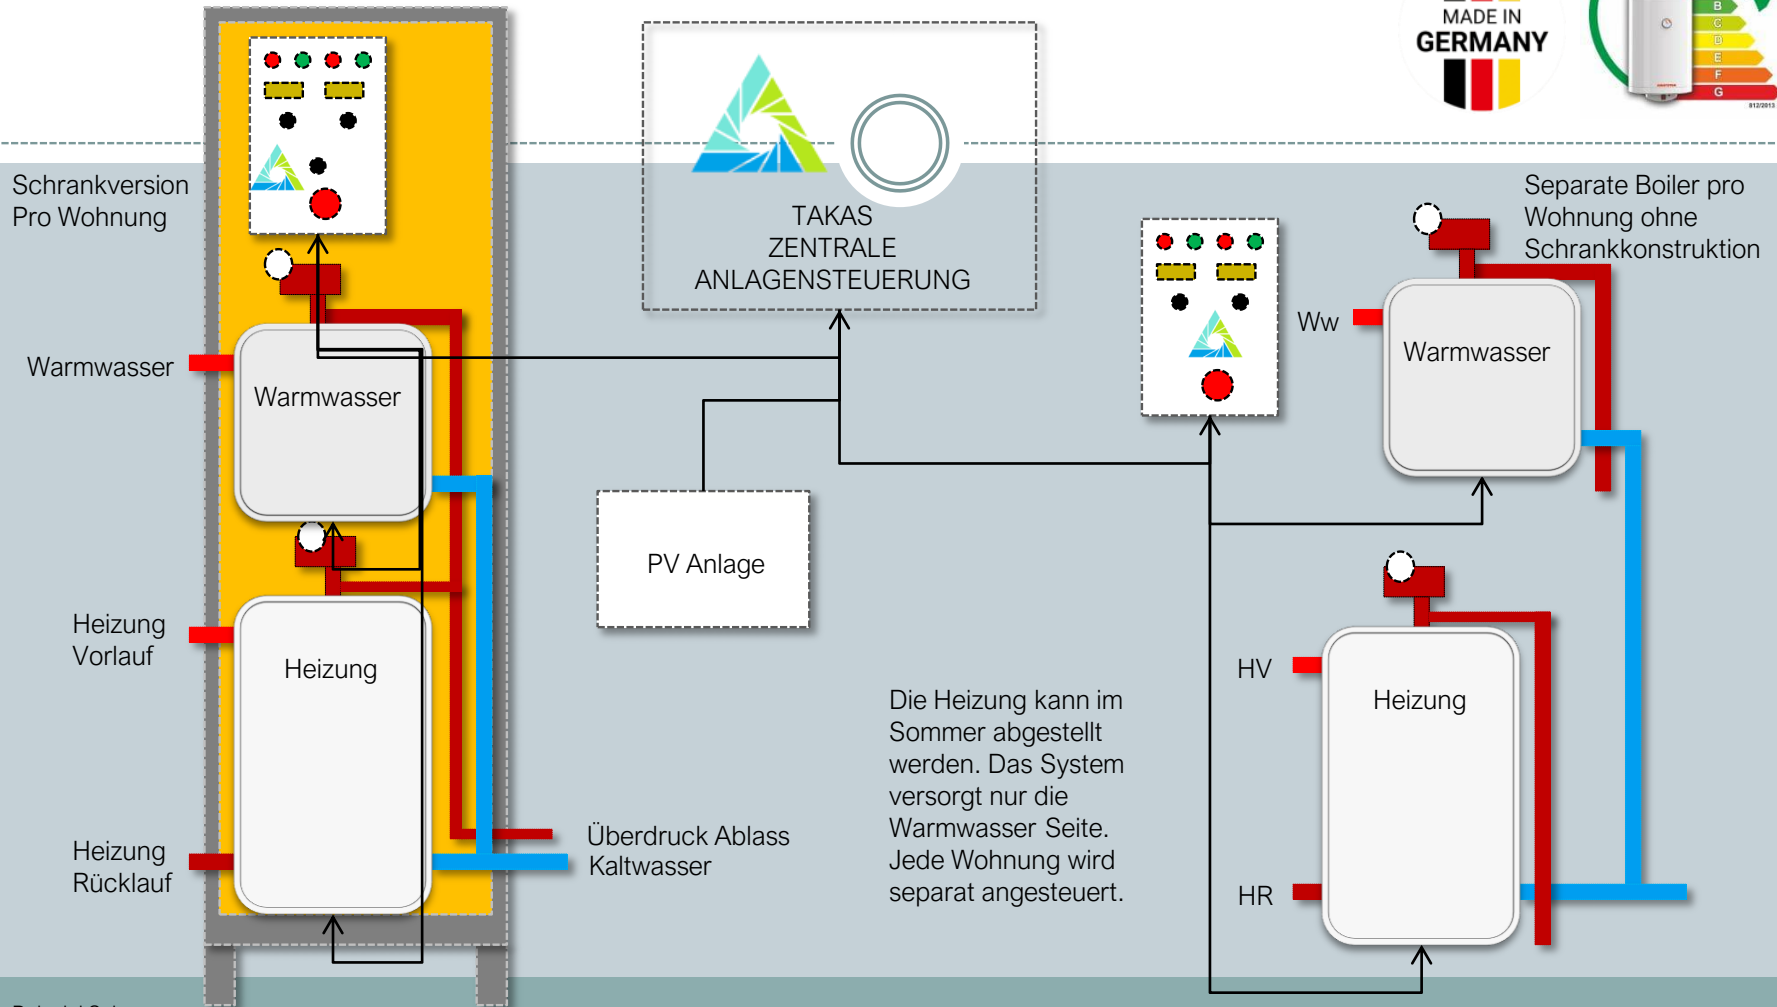 MADE IN
GERMANY
B
C
D
E
F
G
812/2013
Schrankversion
Pro Wohnung
TAKAS
ZENTRALE
ANLAGENSTEUERUNG
Separate Boiler pro
Wohnung ohne
Schrankkonstruktion
Ww
Warmwasser
Warmwasser
Warmwasser
PV Anlage
Heizung
Vorlauf
Heizung
HV
Heizung
Die Heizung kann im
Sommer abgestellt
werden. Das System
versorgt nur die
Warmwasser Seite.
Jede Wohnung wird
separat angesteuert.
Überdruck Ablass
Kaltwasser
Heizung
Rücklauf
HR